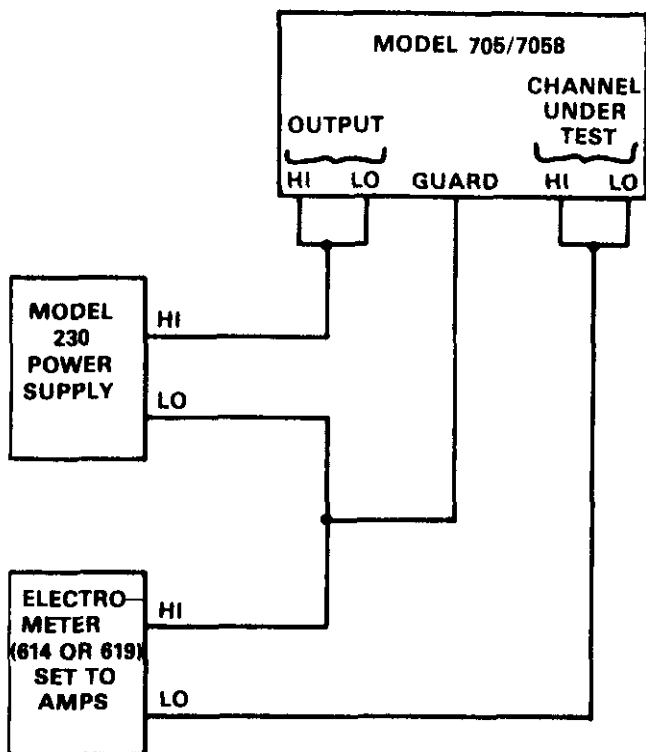 MODEL 705/7058
OUTPUT
CHANNEL
UNDER
TEST
HI LO GUARD HI LO
MODEL
230
POWER
SUPPLY
HI
LO
ELECTRO-
METER
(614 OR 619)
SET TO
AMPS
HI
LO